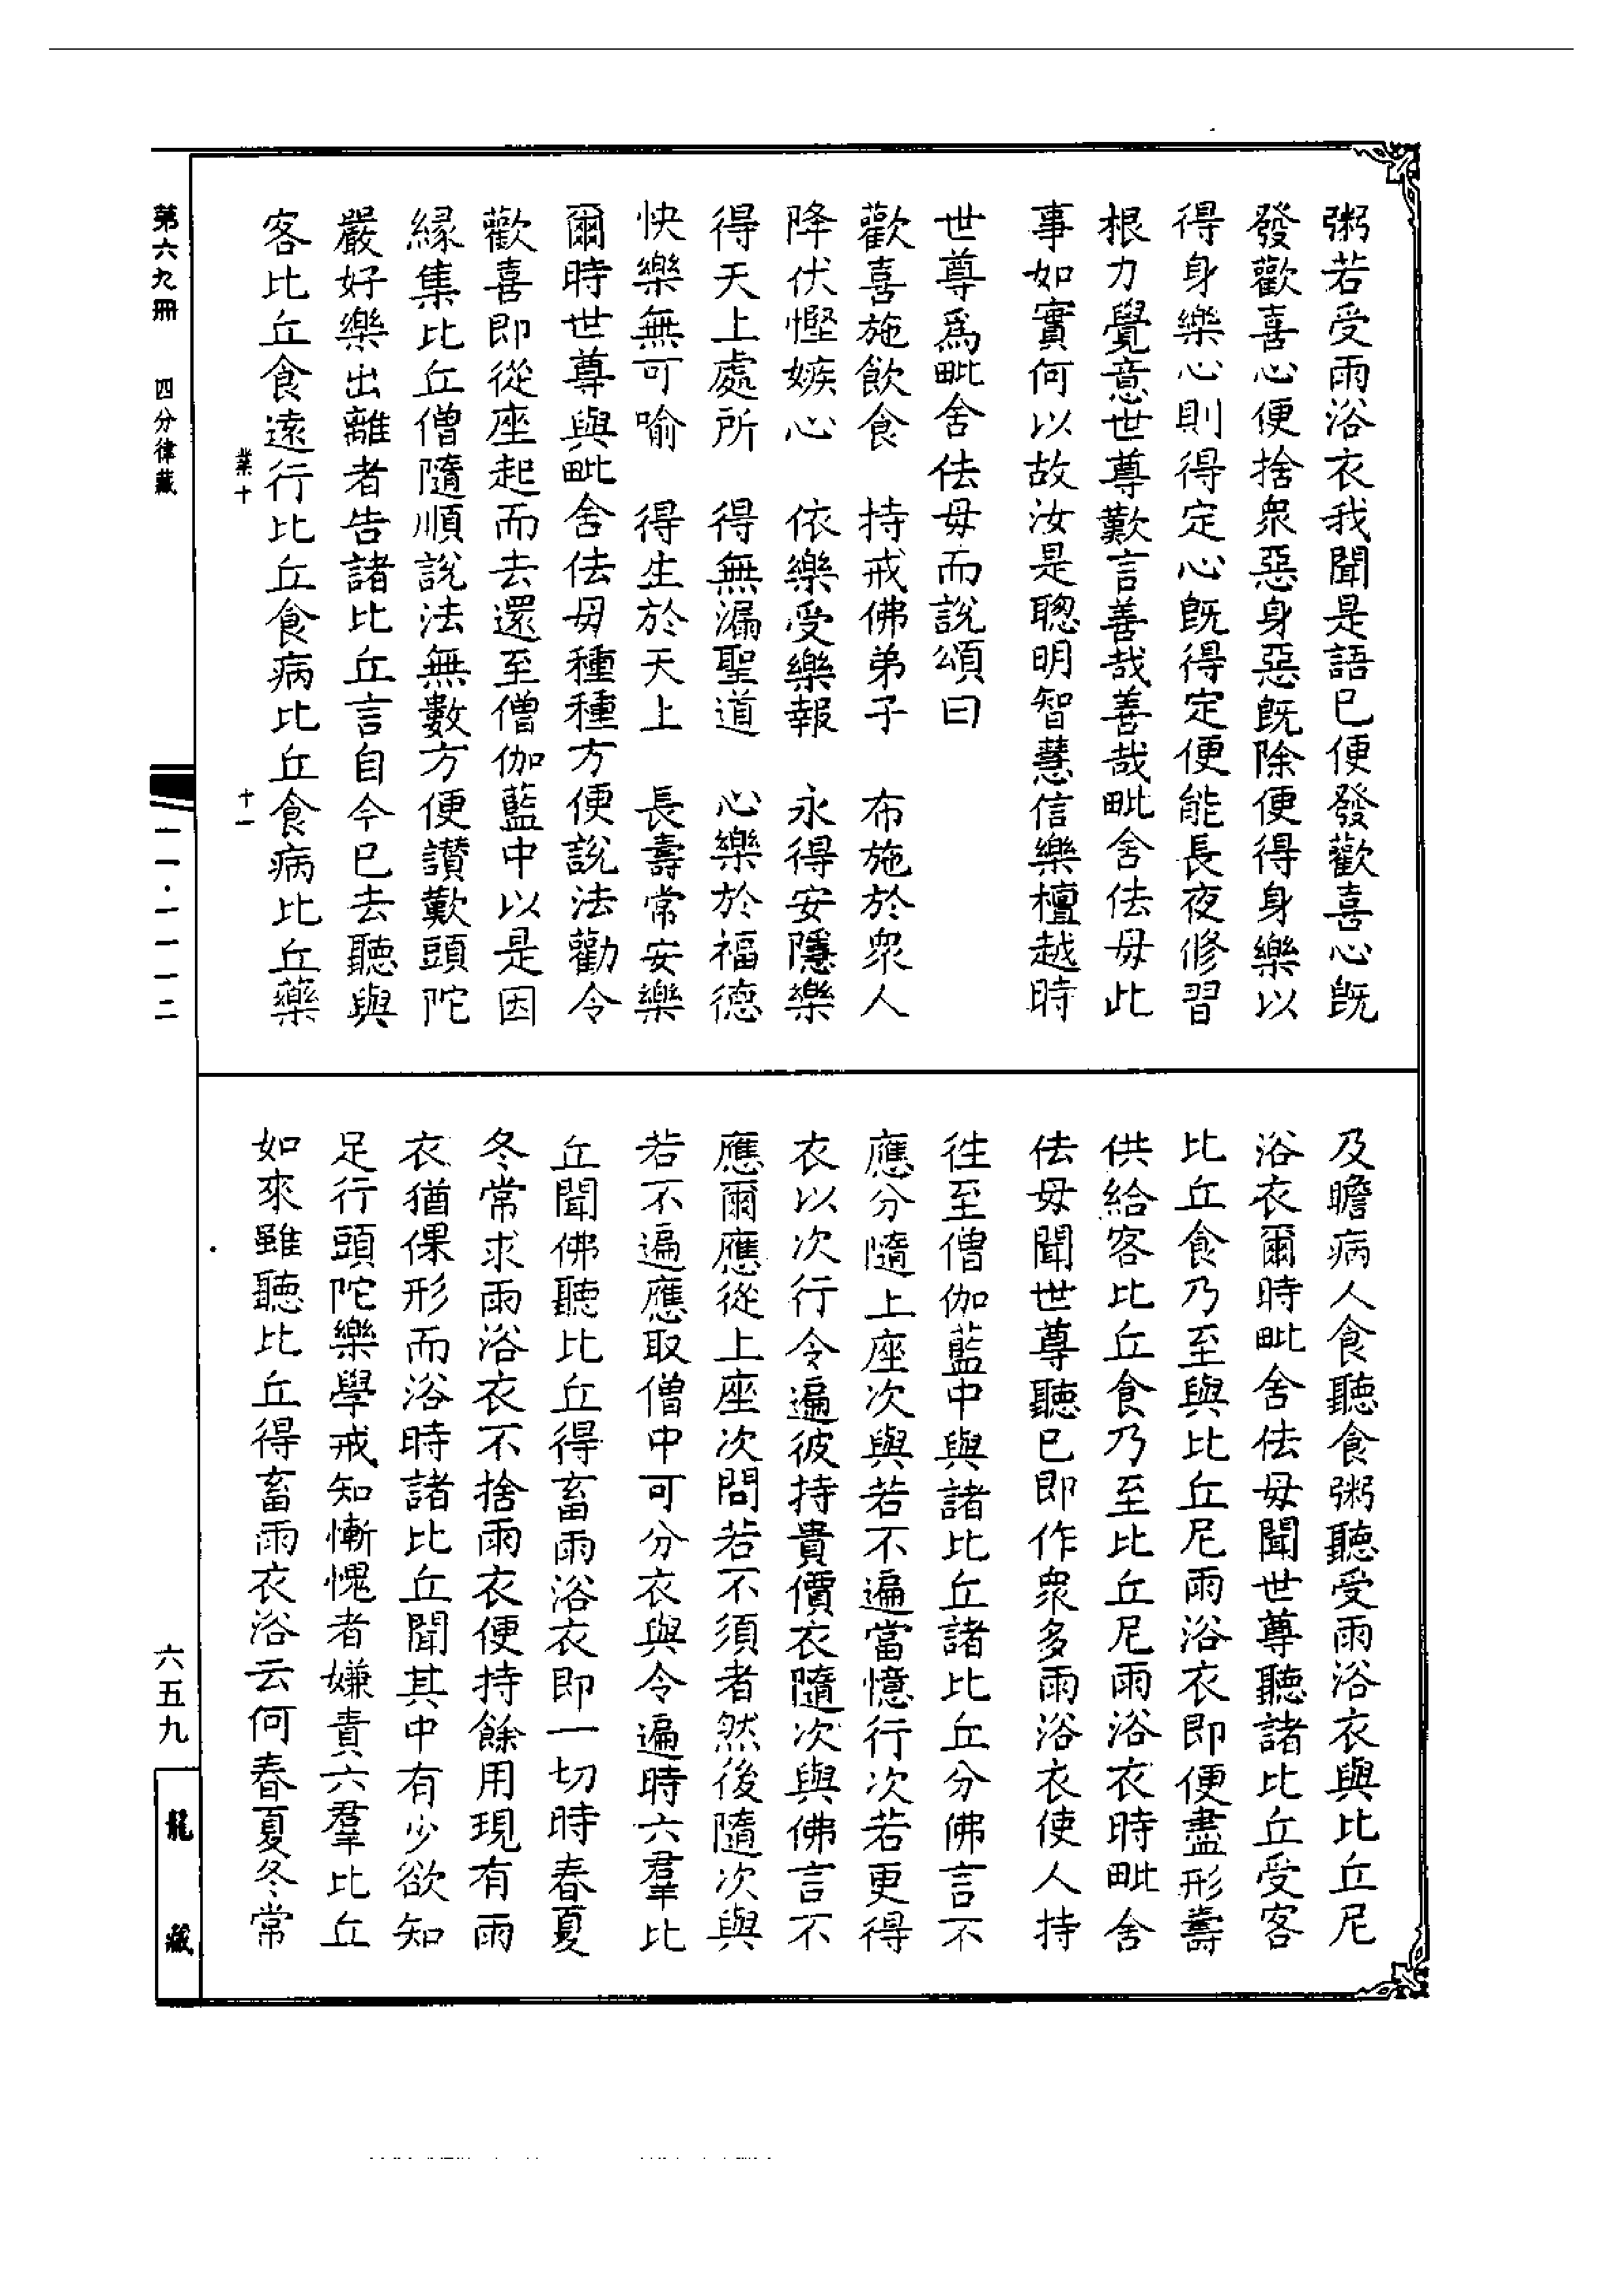 粥若受雨浴衣我聞是語已便發歡喜心既
發歡喜心便捨衆惡身惡既除便得身樂以
得身樂心則得定心既得定便能長夜修習
根力覺意世尊歎言善哉善哉毗舍佉毋此
事如實何以故汝是聰明智慧信樂檀越時
世尊爲毗舍佉毋而說頌曰
歡喜施飲食　持戒佛弟子　布施於衆人
降伏慳嫉心　依樂受樂報　永得安隱樂
得天上處所　得無漏聖道　心樂於福德
快樂無可喻　得生於天上　長壽常安樂
爾時世尊與毗舍佉毋種種方便說法勸令
歡喜即從座起而去還至僧伽藍中以是因
緣集比丘僧隨順說法無數方便讃歎頭陀
嚴好樂出離者告諸比丘言自今已去聽與
客比丘食遠行比丘食病比丘食病比丘藥
業十　十一
及瞻病人食聽食粥聽受雨浴衣與比丘尼
浴衣爾時毗舍佉毋聞世尊聽諸比丘受客
比丘食乃至與比丘尼雨浴衣即便盡形壽
供給客比丘食乃至比丘尼雨浴衣時毗舍
佉毋聞世尊聽已即作衆多雨浴衣使人持
往至僧伽藍中與諸比丘諸比丘分佛言不
應分隨上座次與若不遍當憶行次若更得
衣以次行令遍彼持貴價衣隨次與佛言不
應爾應從上座次問若不須者然後隨次與
若不遍應取僧中可分衣與令遍時六羣比
丘聞佛聽比丘得畜雨浴衣即一切時春夏
冬常求雨浴衣不捨雨衣便持餘用現有雨
衣猶倮形而浴時諸比丘聞其中有少欲知
足行頭陀樂學戒知慚愧者嫌責六羣比丘
如來雖聽比丘得畜雨衣浴云何春夏冬常
第六九冊　四分律藏
一一·一一一二
六五九
龍藏